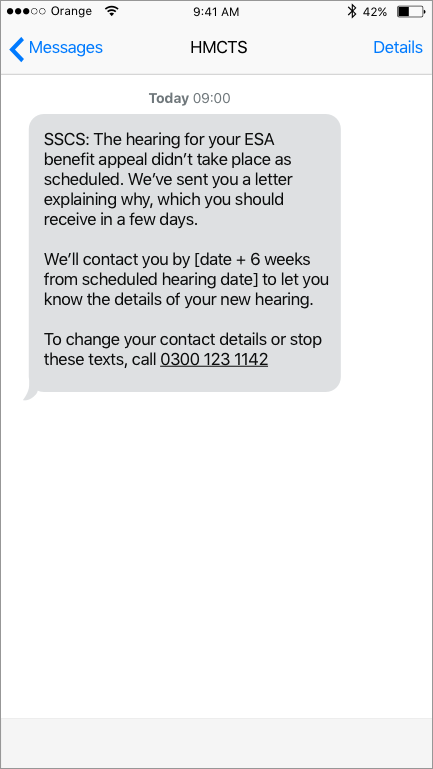 Orange 9:41 AM 42%
Messages HMCTS Details
Today 09:00
SSCS: The hearing for your ESA
benefit appeal didn’t take place as
scheduled. We’ve sent you a letter
explaining why, which you should
receive in a few days.
We’ll contact you by [date + 6 weeks
from scheduled hearing date] to let you
know the details of your new hearing.
To change your contact details or stop
these texts, call 0300 123 1142